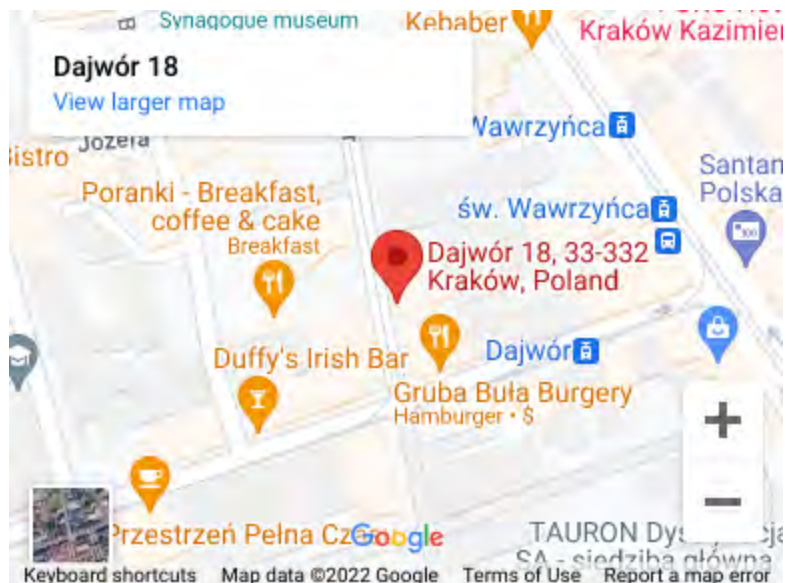 Synagogue museum
Kebaber
Kraków
Dajwór 18
View larger map
Józefa
Bistro
Wawrzyńca
Santan
Polska
Poranki - Breakfast,
coffee & cake
Breakfast
św. Wawrzyńca
Dajwór 18, 33-332
Kraków, Poland
Duffy's Irish Bar
Dajwór
Gruba Buła Burgery
Hamburger • $
+
−
Przestrzeń Pełna
Google
TAURON
SA - siedziba główna
Keyboard shortcuts
Map data ©2022 Google
Terms of Use
Report a map error